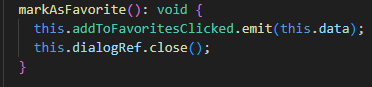 markAsFavorite(): void {
  this.addToFavoritesClicked.emit(this.data);
  this.dialogRef.close();
}